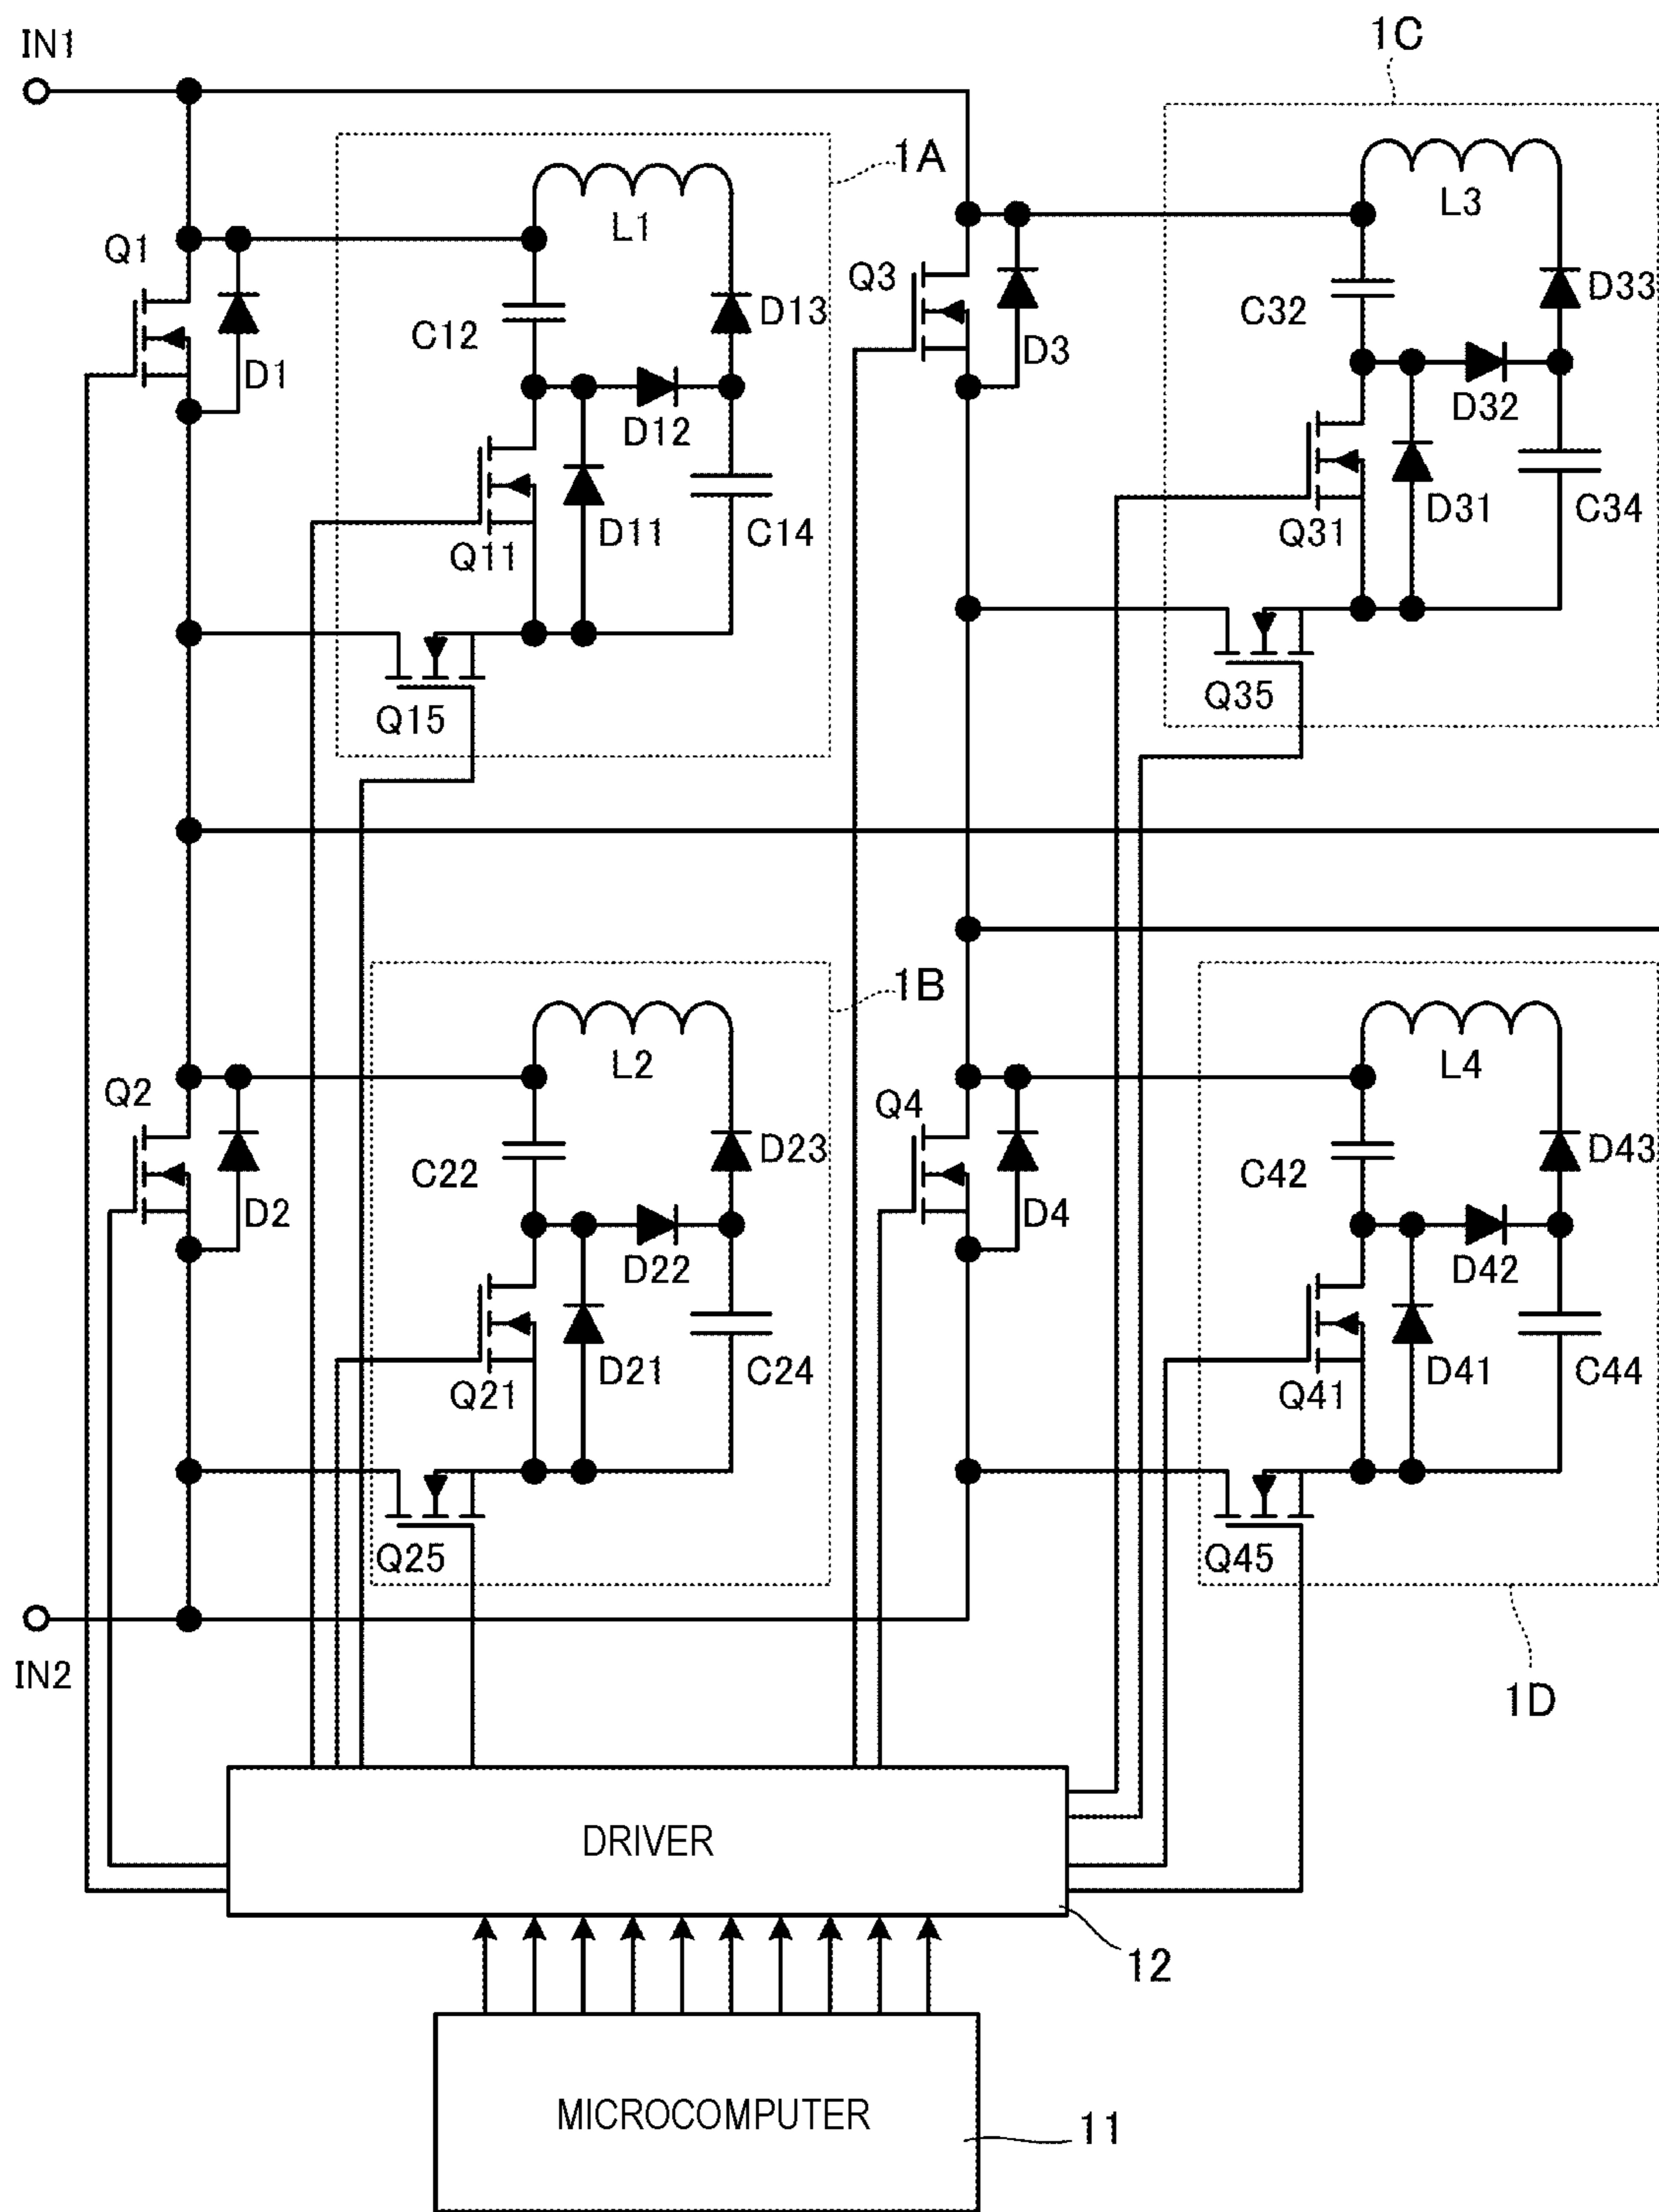 IN1
1C
1A
L1
L3
Q1
Q3
D13
D33
C12
C32
D1
D3
D12
D32
Q11
D11
C14
Q31
D31
C34
Q15
Q35
1B
L2
L4
Q2
Q4
C22
D23
C42
D43
D2
D4
D22
D42
Q21
D21
C24
Q41
D41
C44
Q25
Q45
IN2
1D
DRIVER
12
MICROCOMPUTER
11